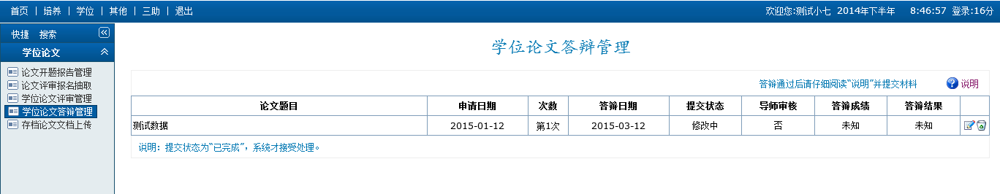 首页 | 培养 | 学位 | 其他 | 三助 | 退出 欢迎您:测试小七 2014年下半年 8:46:57 登录:16分
快捷 搜索
学位论文
论文开题报告管理
论文评审报名抽取
学位论文评审管理
学位论文答辩管理
存档论文文档上传
学位论文答辩管理
答辩通过后请仔细阅读“说明”并提交材料 说明
论文题目 申请日期 次数 答辩日期 提交状态 导师审核 答辩成绩 答辩结果
测试数据 2015-01-12 第1次 2015-03-12 修改中 否 未知 未知
说明：提交状态为“已完成”，系统才接受处理。